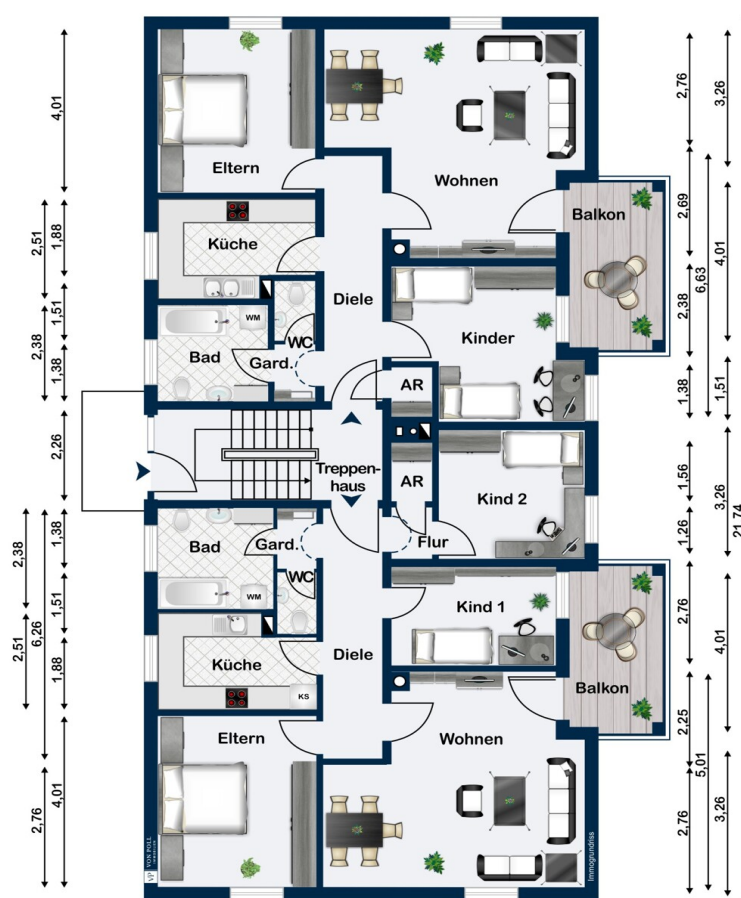 Eltern
Wohnen
Balkon
Küche
Diele
WM
WC
Bad
Gard.
Kinder
AR
Treppen-
haus
AR
Kind 2
Bad
Gard.
Flur
WM
WC
Kind 1
Küche
Diele
KS
Balkon
Eltern
Wohnen
4,01
2,51
1,88
1,51
2,38
1,38
2,26
1,38
2,38
1,51
6,26
2,51
1,88
4,01
2,76
2,76
3,26
2,69
6,63
4,01
2,38
1,38
1,51
1,56
3,26
21,74
1,26
2,76
4,01
2,25
5,01
2,76
3,26
VP VON POLL
IMMOBILIEN
Immogrundriss